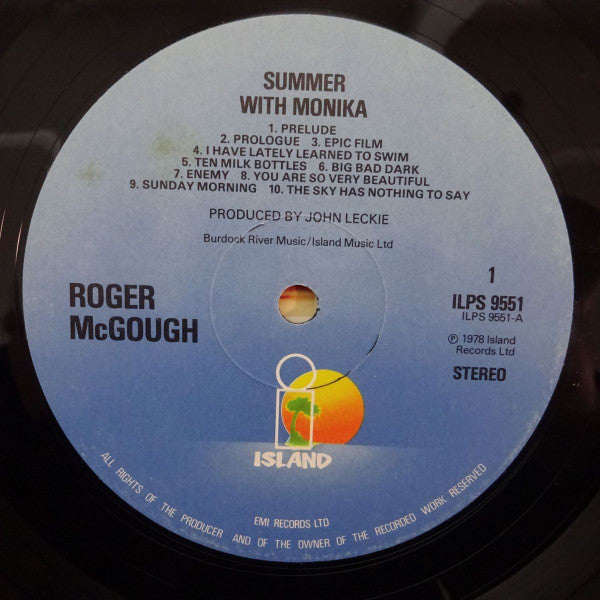 SUMMER
WITH MONIKA
1. PRELUDE
2. PROLOGUE 3. EPIC FILM
4. I HAVE LATELY LEARNED TO SWIM
5. TEN MILK BOTTLES 6. BIG BAD DARK
7. ENEMY 8. YOU ARE SO VERY BEAUTIFUL
9. SUNDAY MORNING 10. THE SKY HAS NOTHING TO SAY
PRODUCED BY JOHN LECKIE
Burdock River Music/Island Music Ltd
ROGER
McGOUGH
1
ILPS 9551
ILPS 9551-A
℗ 1978 Island
Records Ltd
STEREO
i
ISLAND
EMI RECORDS LTD
ALL RIGHTS OF THE PRODUCER AND OF THE OWNER OF THE RECORDED WORK RESERVED